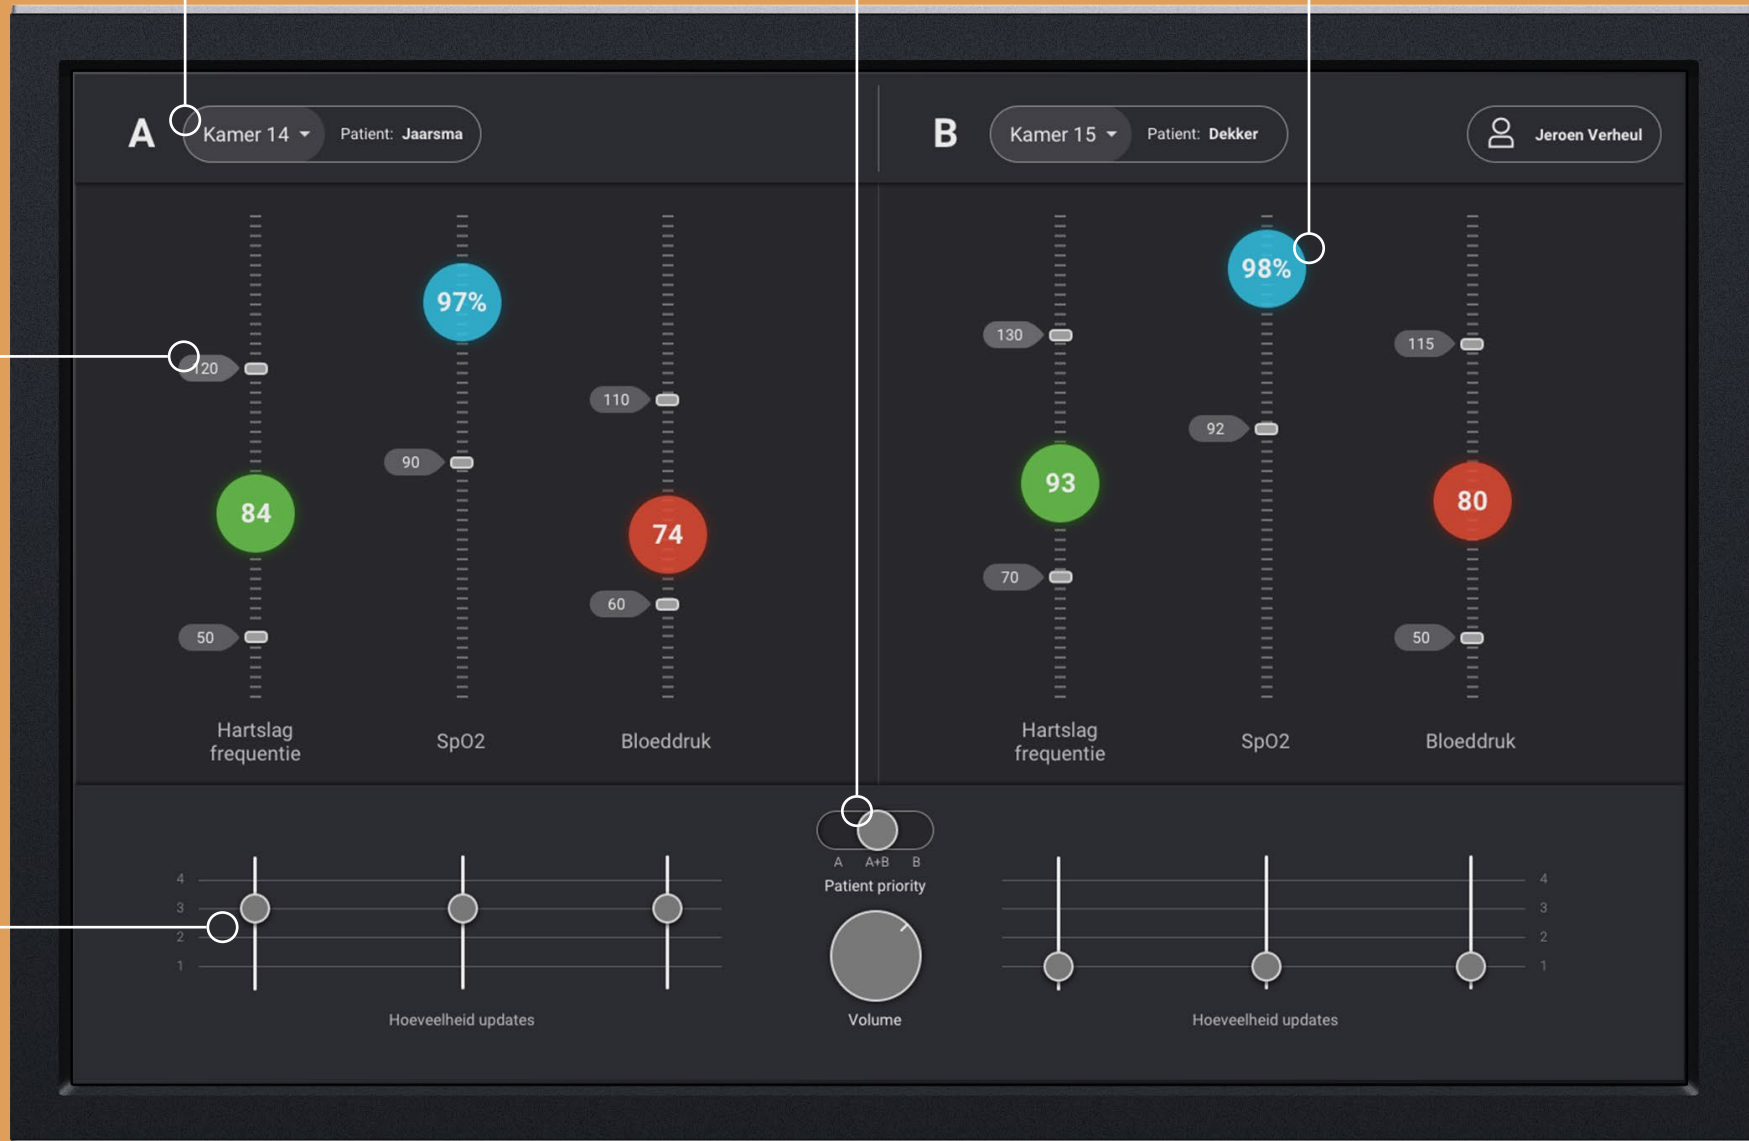 A
Kamer 14
Patient: Jaarsma
B
Kamer 15
Patient: Dekker
Jeroen Verheul
97%
120
110
90
84
74
60
50
Hartslag
frequentie
SpO2
Bloeddruk
98%
130
115
92
93
80
70
50
Hartslag
frequentie
SpO2
Bloeddruk
4
3
2
1
Hoeveelheid updates
A A+B B
Patient priority
Volume
4
3
2
1
Hoeveelheid updates